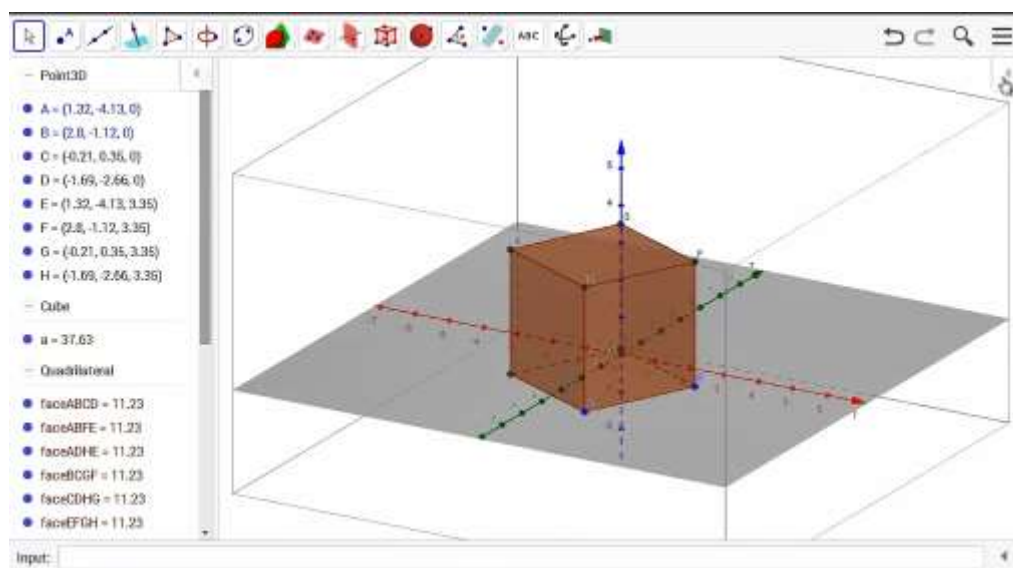 ABC
Point3D
A = (1.32, -4.13, 0)
B = (2.8, -1.12, 0)
C = (-0.21, 0.35, 0)
D = (-1.69, -2.66, 0)
E = (1.32, -4.13, 3.35)
F = (2.8, -1.12, 3.35)
G = (-0.21, 0.35, 3.35)
H = (-1.69, -2.66, 3.35)
Cube
a = 37.63
Quadrilateral
faceABCD = 11.23
faceABFE = 11.23
faceADHE = 11.23
faceBCGF = 11.23
faceCDHG = 11.23
faceEFGH = 11.23
Input: